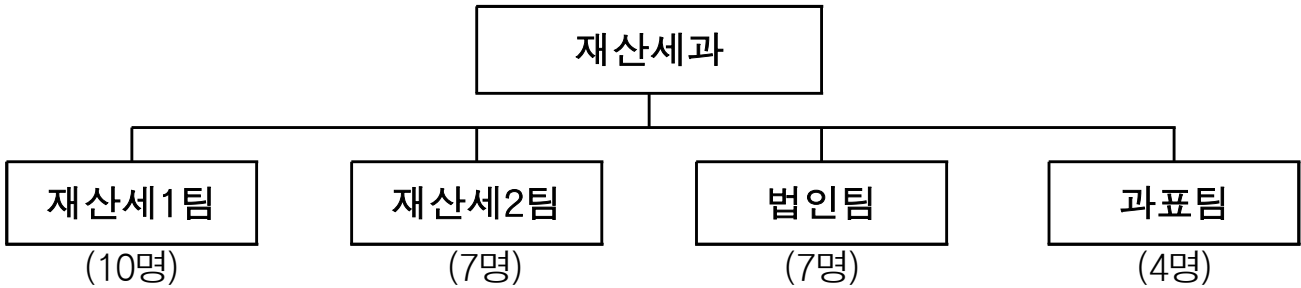 재산세과
재산세1팀 재산세2팀 법인팀 과표팀
(10명) (7명) (7명) (4명)